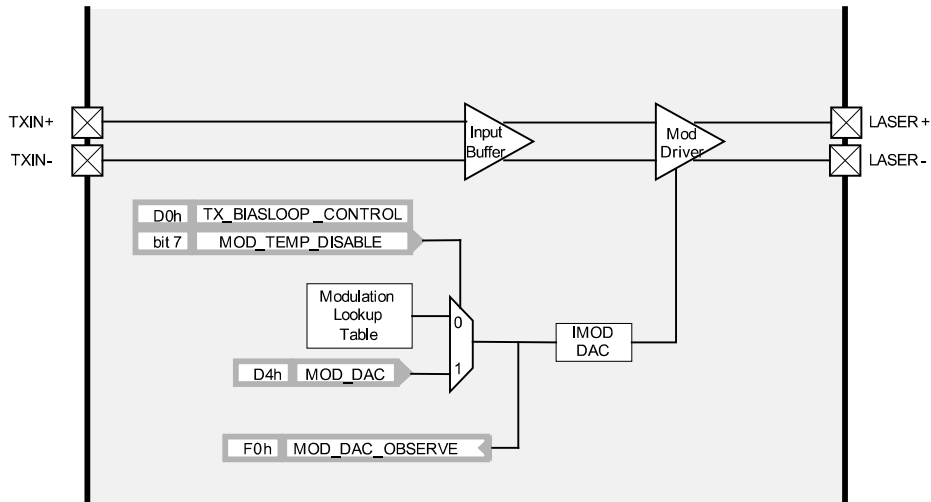 TXIN+
TXIN-
Input
Buffer
Mod
Driver
LASER+
LASER-
D0h TX_BIASLOOP_CONTROL
bit 7 MOD_TEMP_DISABLE
Modulation
Lookup
Table
0
1
D4h MOD_DAC
IMOD
DAC
F0h MOD_DAC_OBSERVE